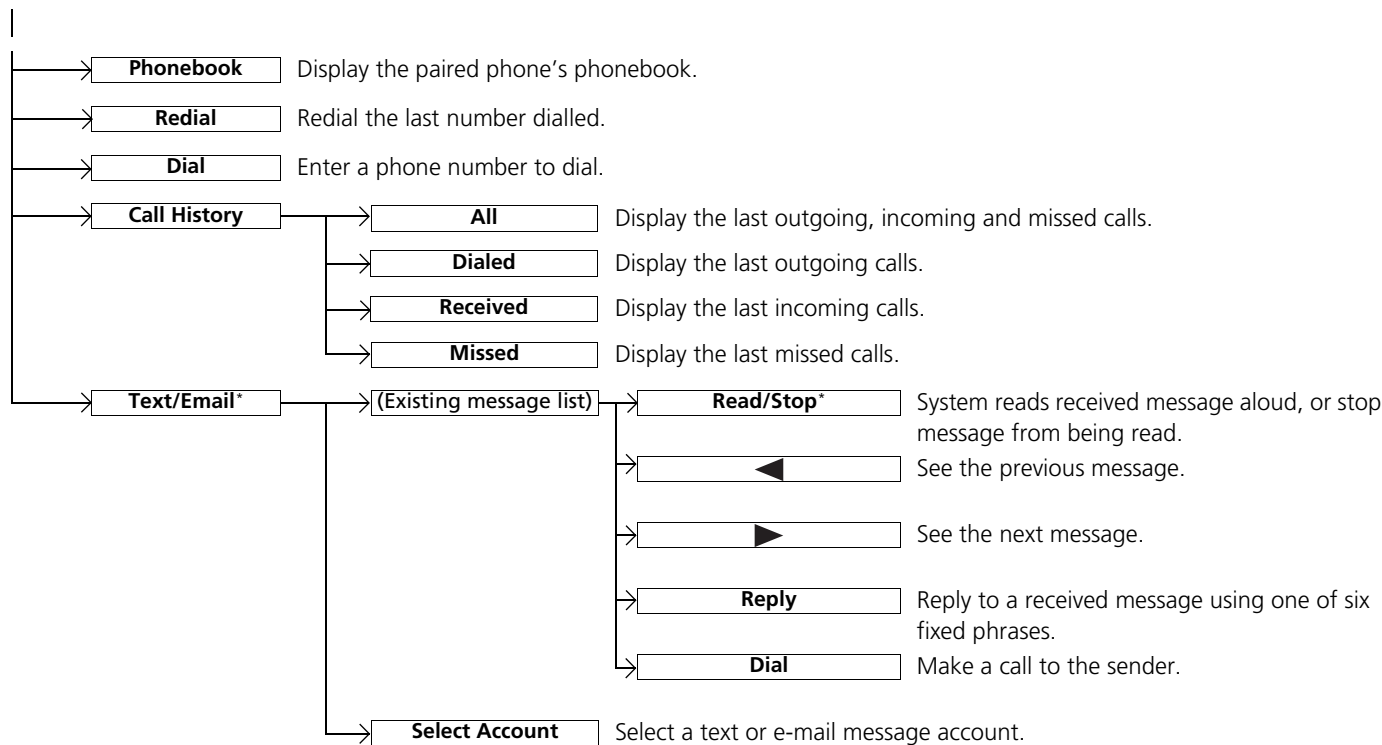 Phonebook Display the paired phone’s phonebook.
Redial Redial the last number dialled.
Dial Enter a phone number to dial.
Call History All Display the last outgoing, incoming and missed calls.
Dialed Display the last outgoing calls.
Received Display the last incoming calls.
Missed Display the last missed calls.
Text/Email* (Existing message list) Read/Stop* System reads received message aloud, or stop
message from being read.
See the previous message.
See the next message.
Reply Reply to a received message using one of six
fixed phrases.
Dial Make a call to the sender.
Select Account Select a text or e-mail message account.